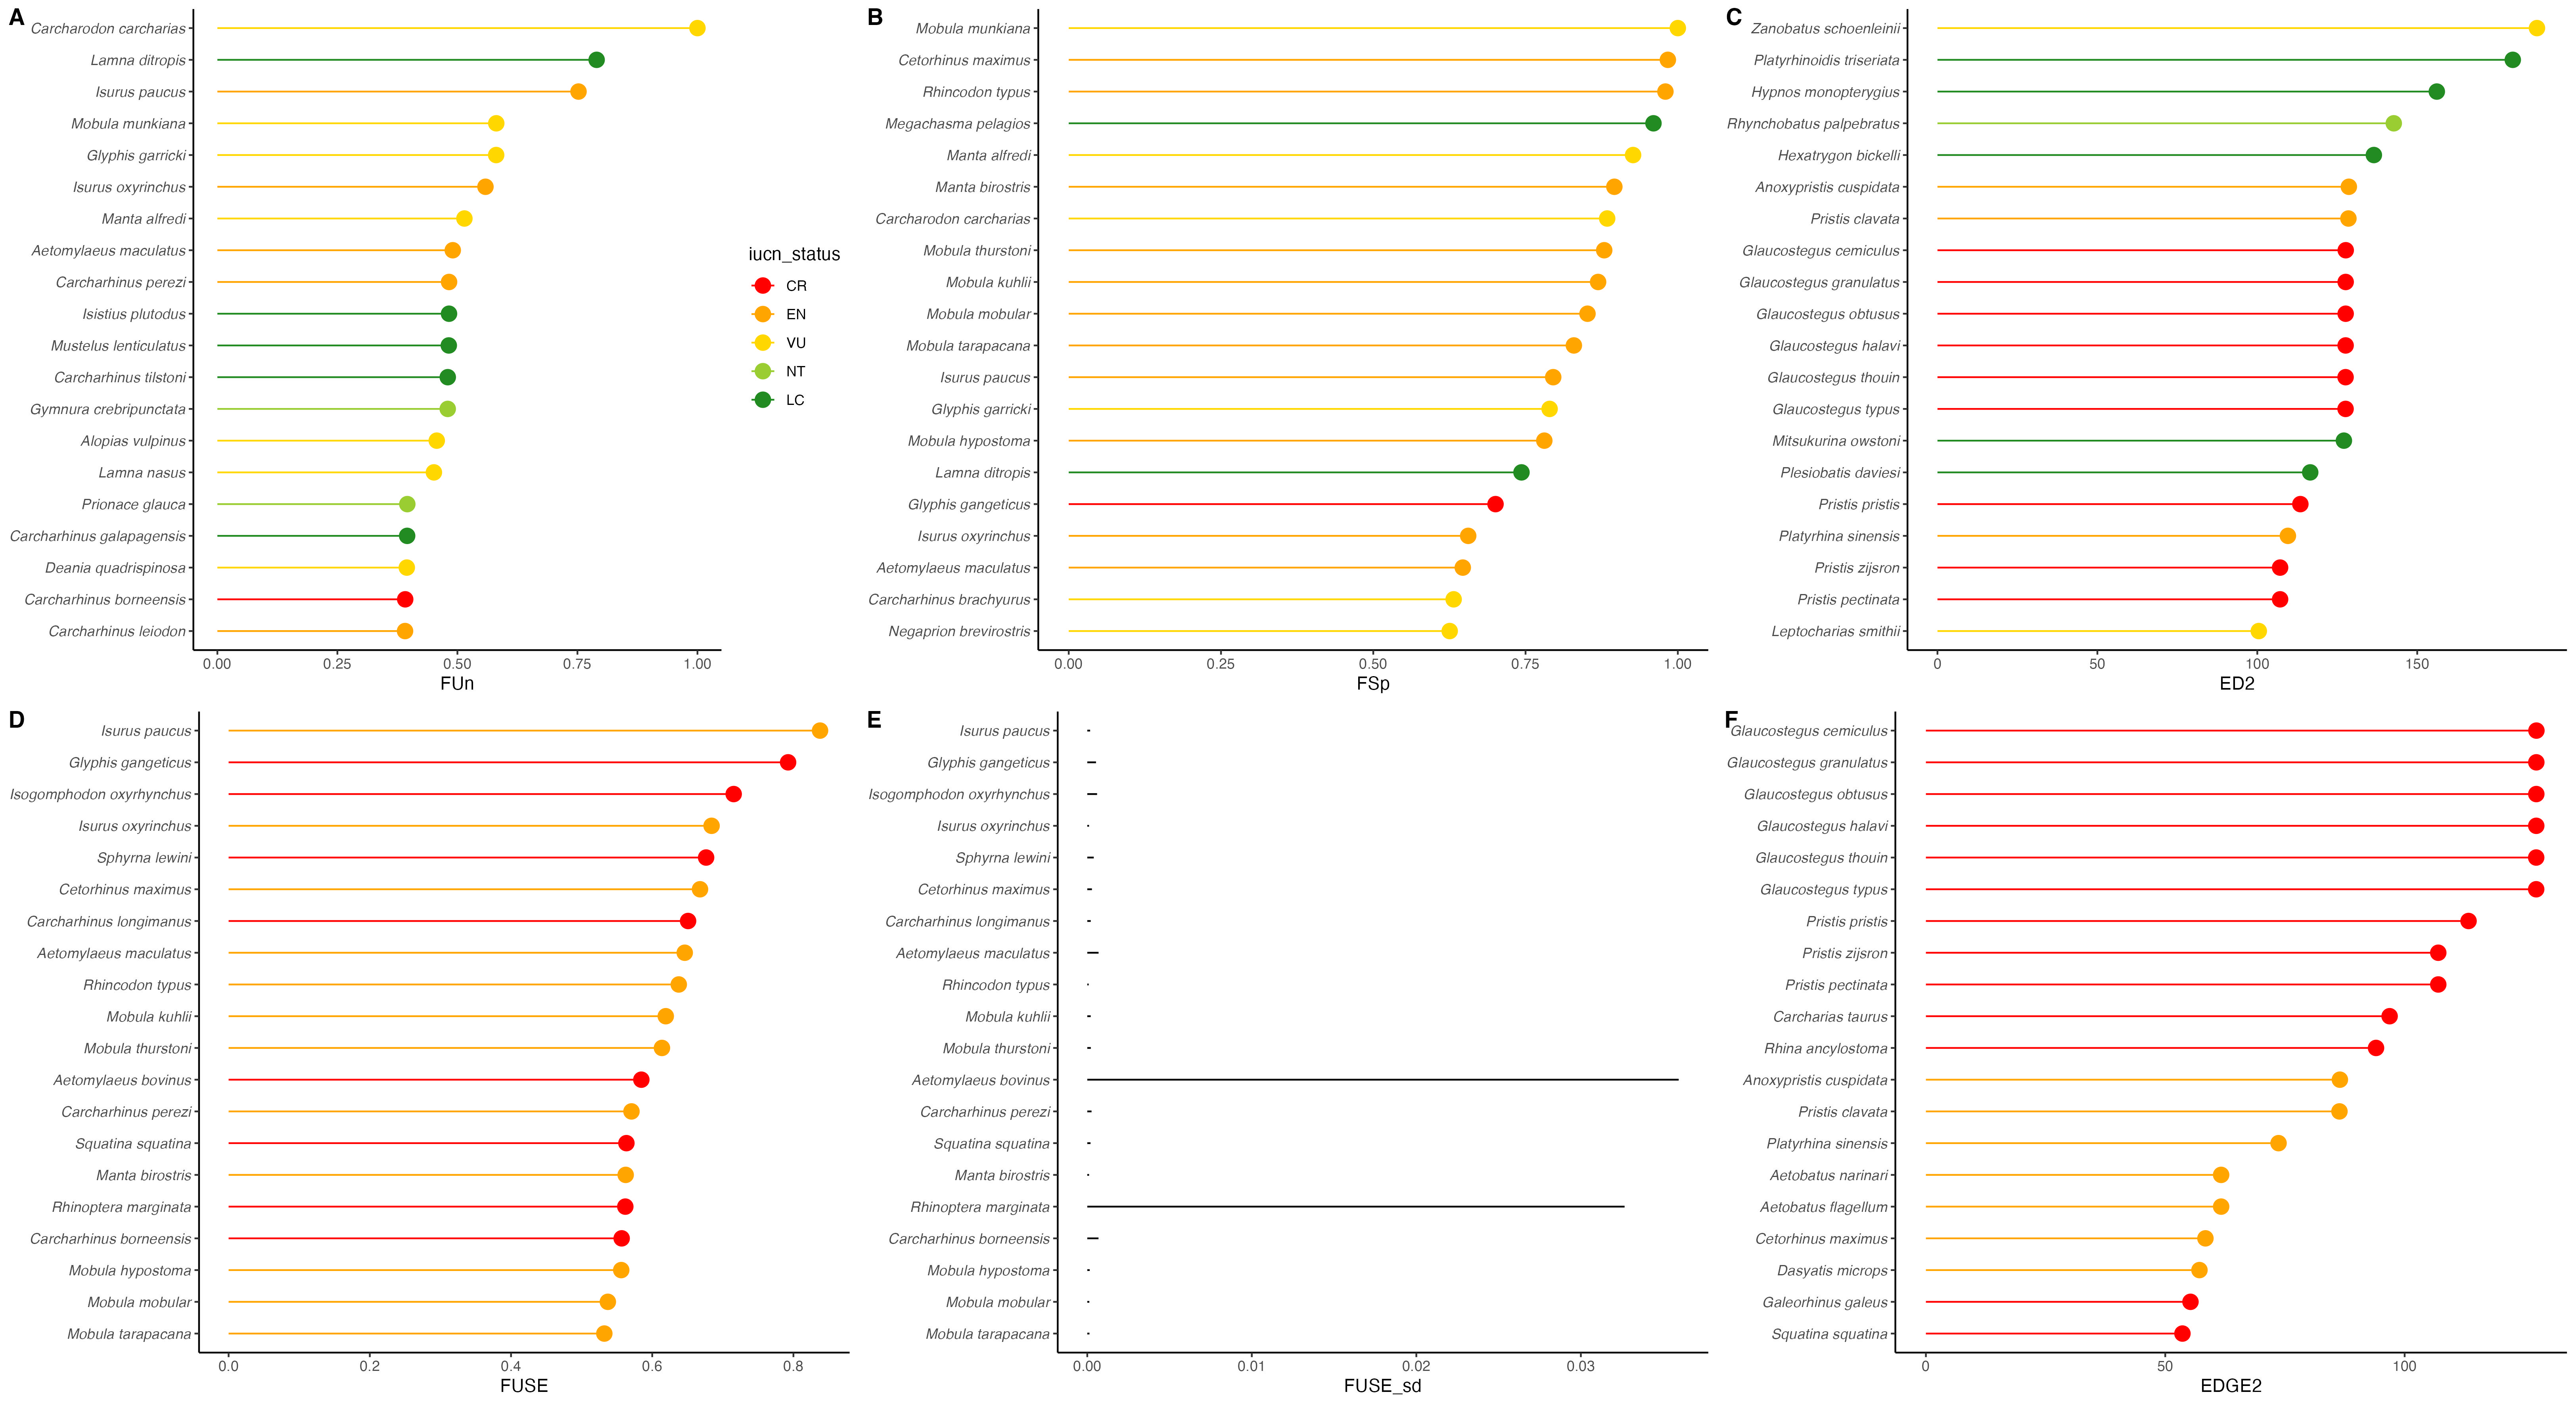 A
Carcharodon carcharias
Lamna ditropis
Isurus paucus
Mobula munkiana
Glyphis garricki
Isurus oxyrinchus
Manta alfredi
Aetomylaeus maculatus
Carcharhinus perezi
Isistius plutodus
Mustelus lenticulatus
Carcharhinus tilstoni
Gymnura crebripunctata
Alopias vulpinus
Lamna nasus
Prionace glauca
Carcharhinus galapagensis
Deania quadrispinosa
Carcharhinus borneensis
Carcharhinus leiodon
0.00 0.25 0.50 0.75 1.00
FUn
iucn_status
CR
EN
VU
NT
LC
B
Mobula munkiana
Cetorhinus maximus
Rhincodon typus
Megachasma pelagios
Manta alfredi
Manta birostris
Carcharodon carcharias
Mobula thurstoni
Mobula kuhlii
Mobula mobular
Mobula tarapacana
Isurus paucus
Glyphis garricki
Mobula hypostoma
Lamna ditropis
Glyphis gangeticus
Isurus oxyrinchus
Aetomylaeus maculatus
Carcharhinus brachyurus
Negaprion brevirostris
0.00 0.25 0.50 0.75 1.00
FSp
C
Zanobatus schoenleinii
Platyrhinoidis triseriata
Hypnos monopterygius
Rhynchobatus palpebratus
Hexatrygon bickelli
Anoxypristis cuspidata
Pristis clavata
Glaucostegus cemiculus
Glaucostegus granulatus
Glaucostegus obtusus
Glaucostegus halavi
Glaucostegus thouin
Glaucostegus typus
Mitsukurina owstoni
Plesiobatis daviesi
Pristis pristis
Platyrhina sinensis
Pristis zijsron
Pristis pectinata
Leptocharias smithii
0 50 100 150
ED2
D
Isurus paucus
Glyphis gangeticus
Isogomphodon oxyrhynchus
Isurus oxyrinchus
Sphyrna lewini
Cetorhinus maximus
Carcharhinus longimanus
Aetomylaeus maculatus
Rhincodon typus
Mobula kuhlii
Mobula thurstoni
Aetomylaeus bovinus
Carcharhinus perezi
Squatina squatina
Manta birostris
Rhinoptera marginata
Carcharhinus borneensis
Mobula hypostoma
Mobula mobular
Mobula tarapacana
0.0 0.2 0.4 0.6 0.8
FUSE
E
Isurus paucus
Glyphis gangeticus
Isogomphodon oxyrhynchus
Isurus oxyrinchus
Sphyrna lewini
Cetorhinus maximus
Carcharhinus longimanus
Aetomylaeus maculatus
Rhincodon typus
Mobula kuhlii
Mobula thurstoni
Aetomylaeus bovinus
Carcharhinus perezi
Squatina squatina
Manta birostris
Rhinoptera marginata
Carcharhinus borneensis
Mobula hypostoma
Mobula mobular
Mobula tarapacana
0.00 0.01 0.02 0.03
FUSE_sd
F
Glaucostegus cemiculus
Glaucostegus granulatus
Glaucostegus obtusus
Glaucostegus halavi
Glaucostegus thouin
Glaucostegus typus
Pristis pristis
Pristis zijsron
Pristis pectinata
Carcharias taurus
Rhina ancylostoma
Anoxypristis cuspidata
Pristis clavata
Platyrhina sinensis
Aetobatus narinari
Aetobatus flagellum
Cetorhinus maximus
Dasyatis microps
Galeorhinus galeus
Squatina squatina
0 50 100
EDGE2